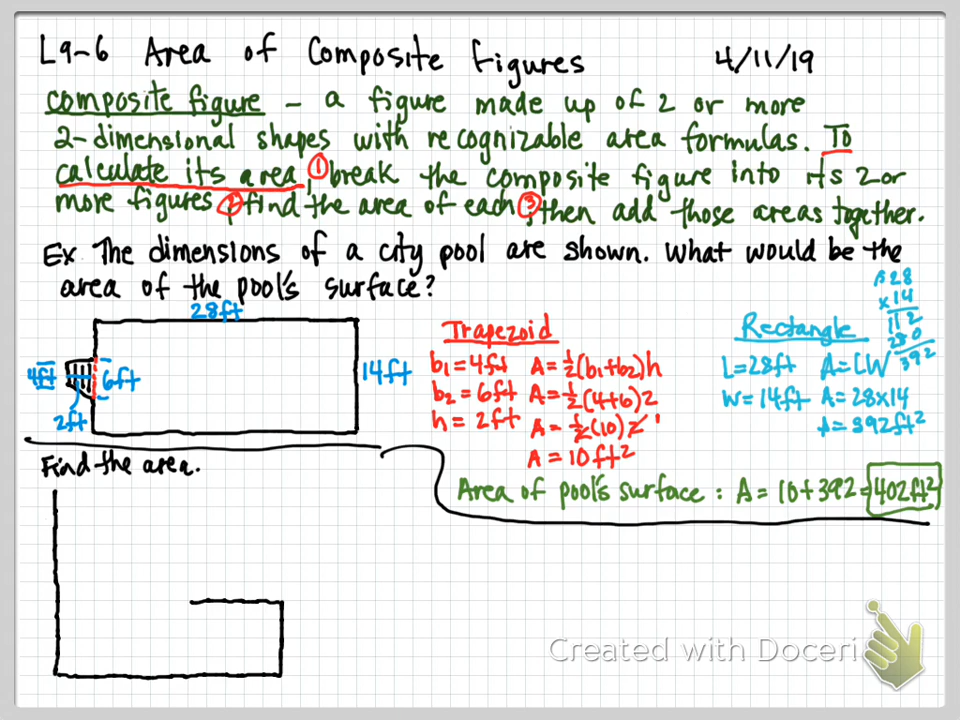 L9-6 Area of Composite Figures 4/11/19
composite figure - a figure made up of 2 or more
2-dimensional shapes with recognizable area formulas. To
calculate its area, ① break the composite figure into its 2 or
more figures, ② find the area of each, ③ then add those areas together.
Ex. The dimensions of a city pool are shown. What would be the
area of the pool's surface?
28ft
4ft
6ft
14ft
2ft
Trapezoid
b₁ = 4ft A = ½(b₁+b₂)h
b₂ = 6ft A = ½(4+6)2
h = 2ft A = ½(10)2 1
A = 10ft²
Rectangle
L = 28ft A = LW
W = 14ft A = 28x14
A = 392ft²
28
x14
112
280
392
Area of pool's surface : A = 10+392 = 402ft²
Find the area.
Created with Doceri